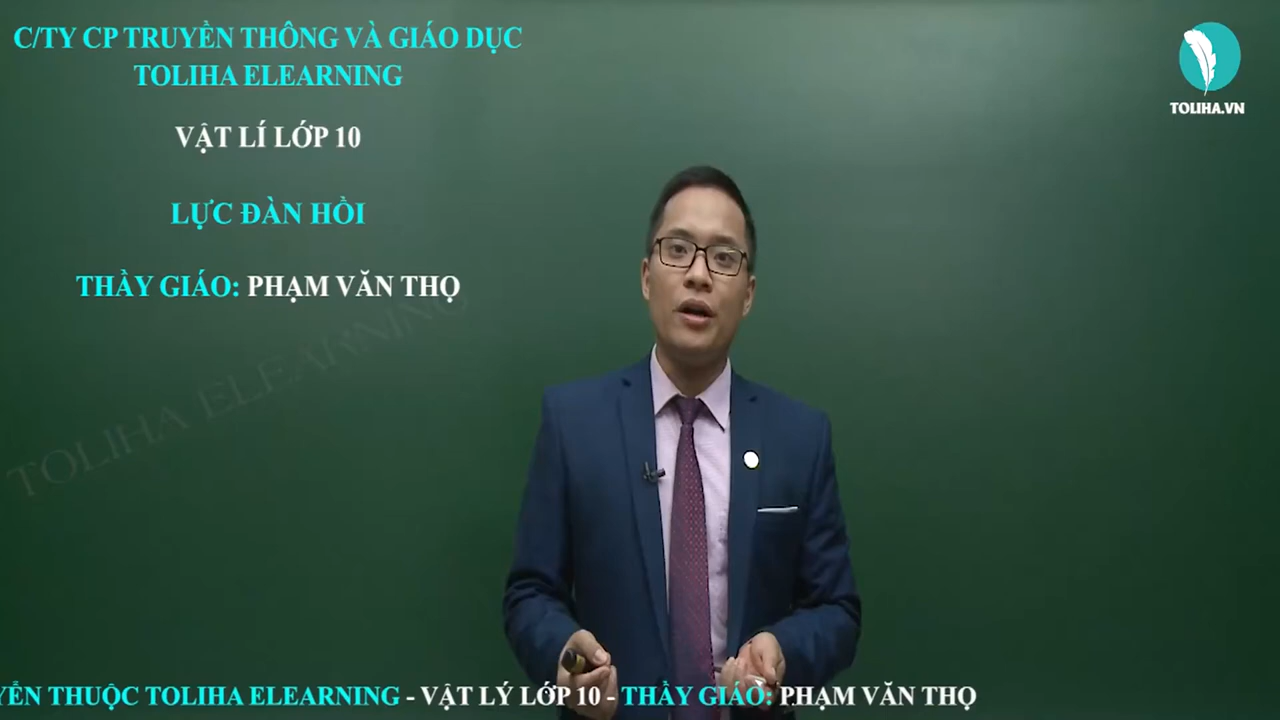 C/TY CP TRUYỀN THÔNG VÀ GIÁO DỤC
TOLIHA ELEARNING
VẬT LÍ LỚP 10
LỰC ĐÀN HỒI
THẦY GIÁO: PHẠM VĂN THỌ
TOLIHA.VN
TOLIHA ELEARNING
THUỘC TOLIHA ELEARNING - VẬT LÝ LỚP 10 - THẦY GIÁO: PHẠM VĂN THỌ